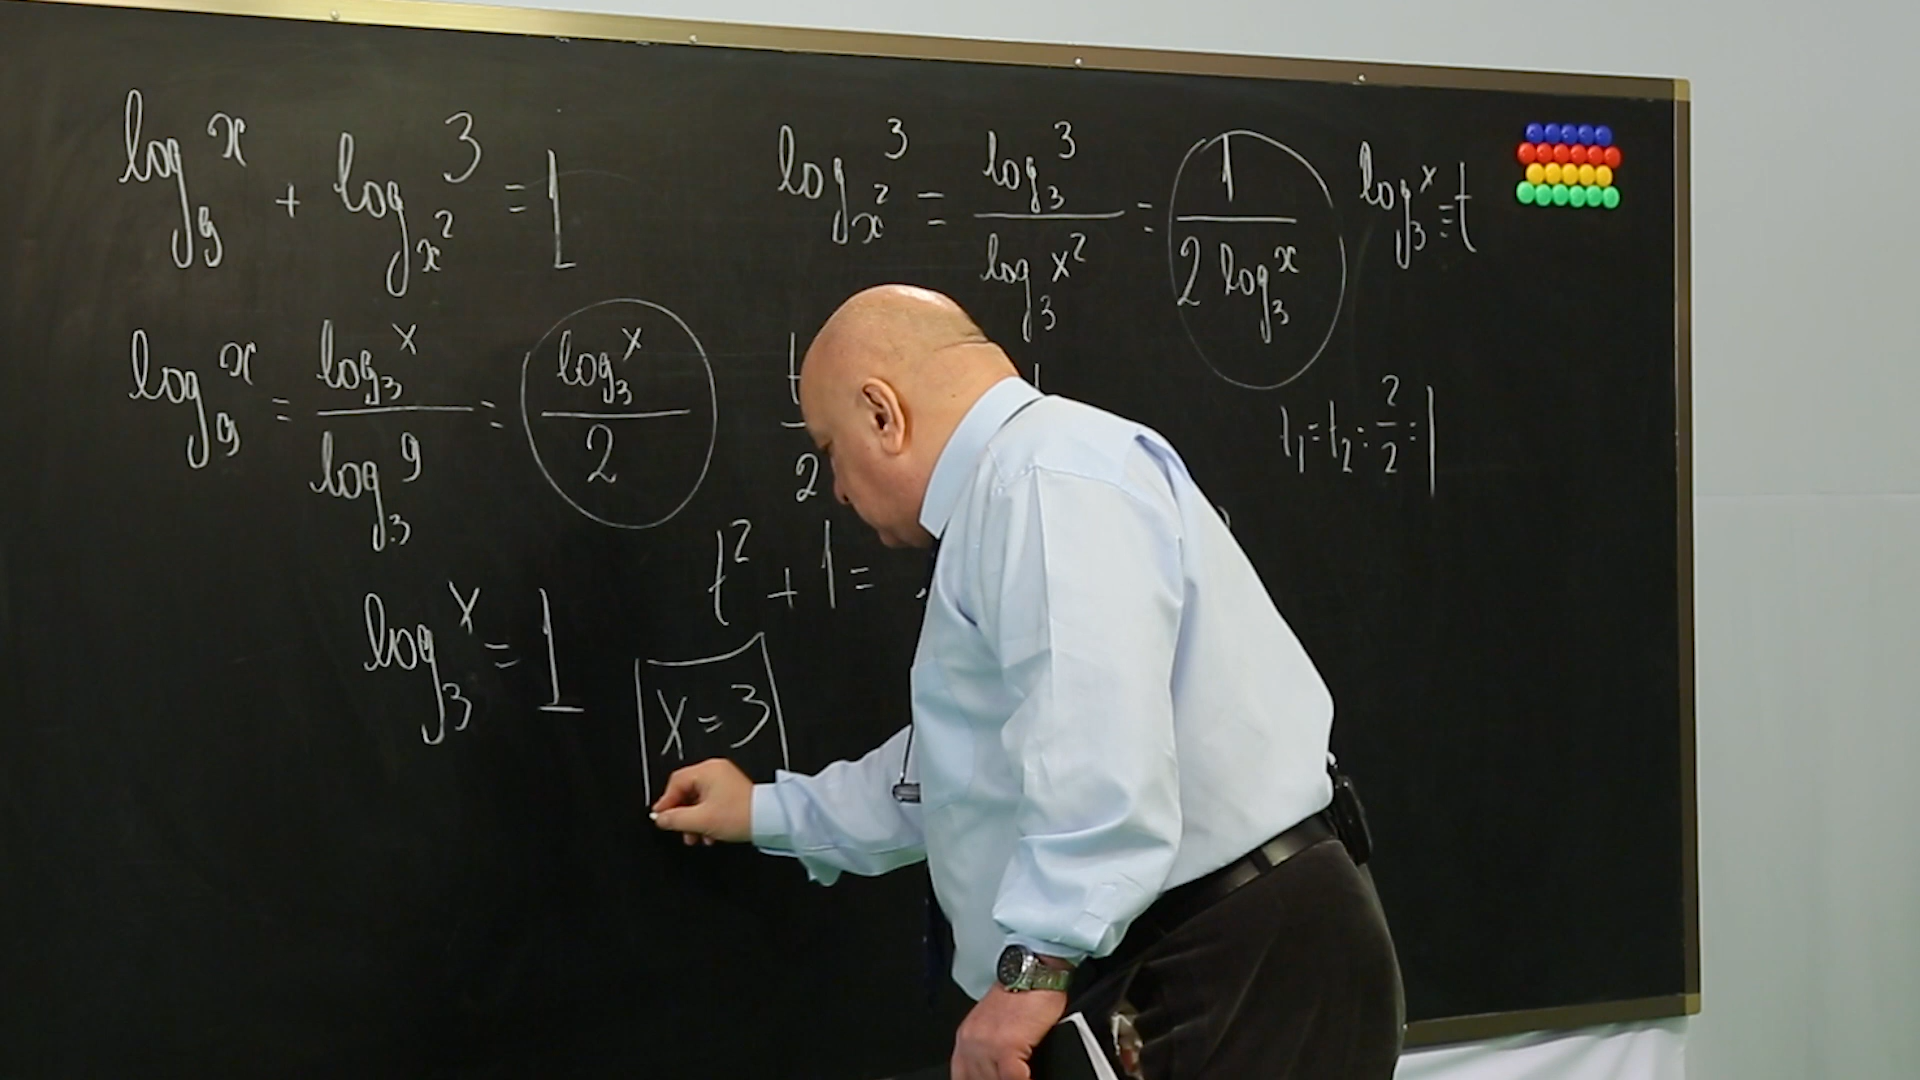 log₉ x + log_{x²} 3 = 1
log_{x²} 3 = log₃ 3 / log₃ x² = 1 / 2 log₃ x
log₃ x = t
log₉ x = log₃ x / log₃ 9 = log₃ x / 2
t₁ = t₂ = 2/2 = 1
t² + 1 =
log₃ x = 1
x = 3